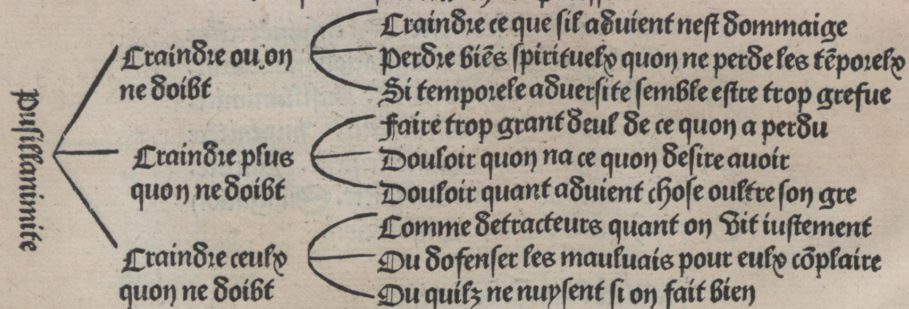 Pusillanimite
Craindre ou on
ne doibt
Craindre ce que sil aduient nest dommaige
Perdre biẽs spirituelx quon ne perde les tẽporelx
Si temporele aduersite semble estre trop grefue
Craindre plus
quon ne doibt
Faire trop grant deul de ce quon a perdu
Douloir quon na ce quon desire auoir
Douloir quant aduient chose oultre son gre
Craindre ceulx
quon ne doibt
Comme detracteurs quant on vit iustement
Ou dofenser les mauluais pour eulx cõplaire
Ou quilz ne nuysent si on fait bien